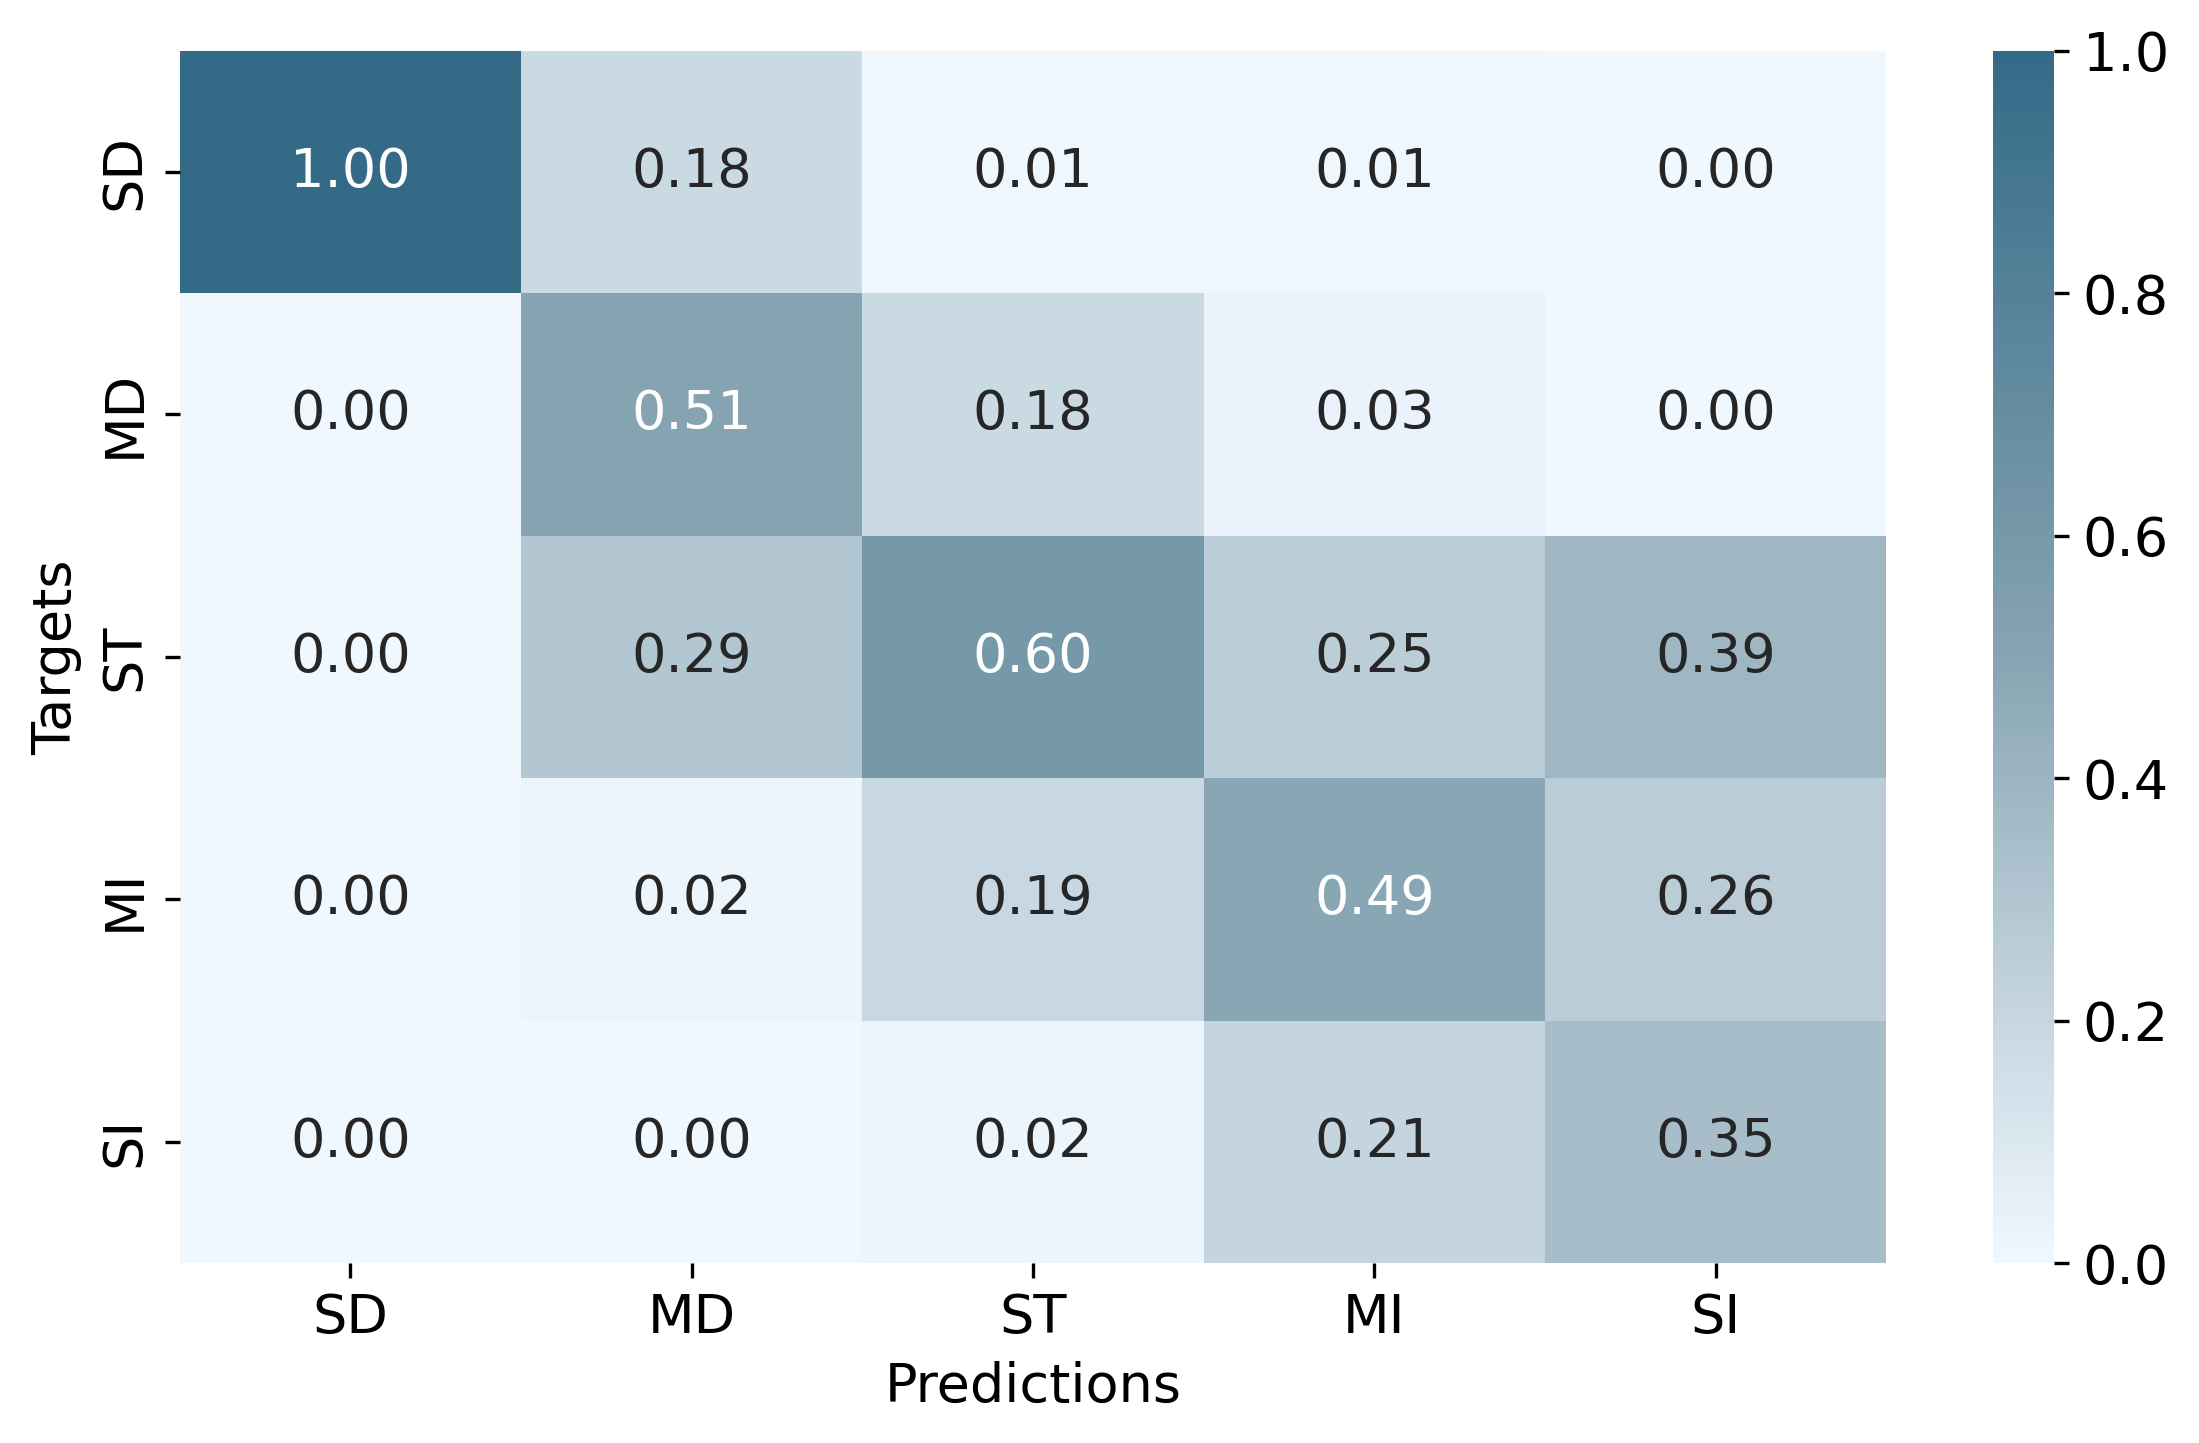 SD 1.00 0.18 0.01 0.01 0.00
MD 0.00 0.51 0.18 0.03 0.00
ST 0.00 0.29 0.60 0.25 0.39
MI 0.00 0.02 0.19 0.49 0.26
SI 0.00 0.00 0.02 0.21 0.35
SD MD ST MI SI
Predictions
Targets
1.0
0.8
0.6
0.4
0.2
0.0